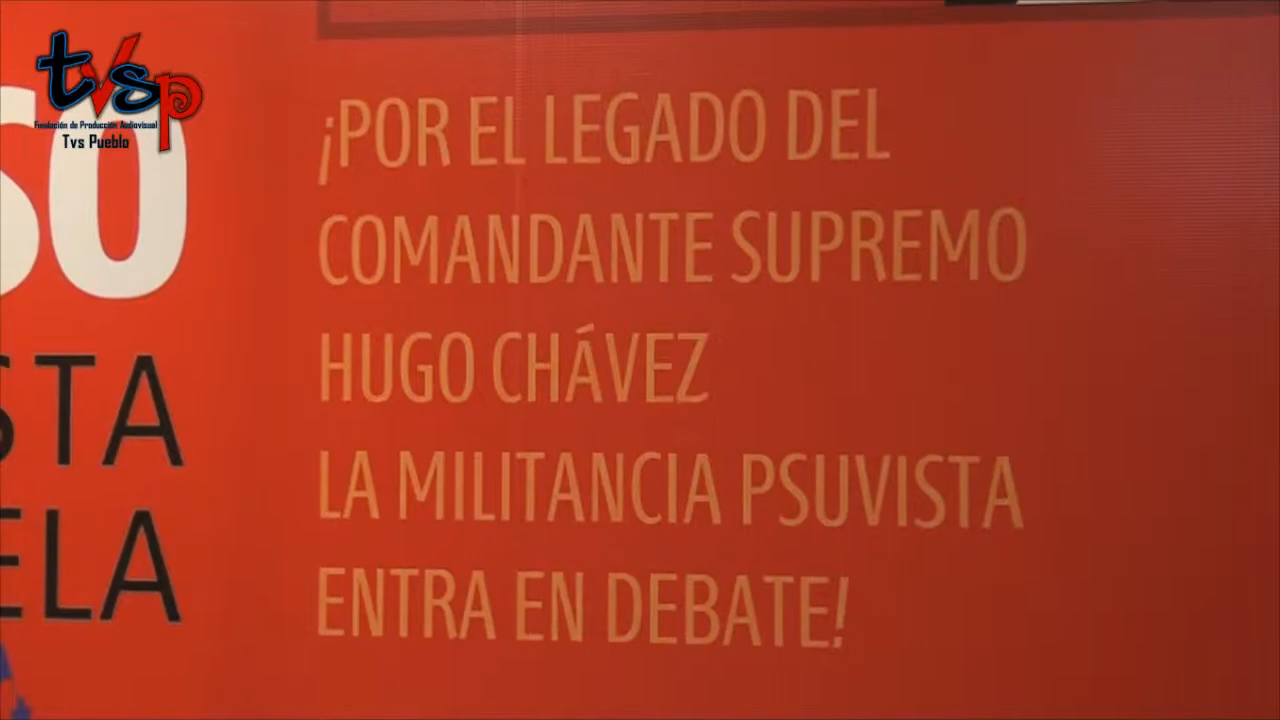 tvsp
Fundación de Producción Audiovisual
Tvs Pueblo
SO
STA
ELA
¡POR EL LEGADO DEL
COMANDANTE SUPREMO
HUGO CHÁVEZ
LA MILITANCIA PSUVISTA
ENTRA EN DEBATE!